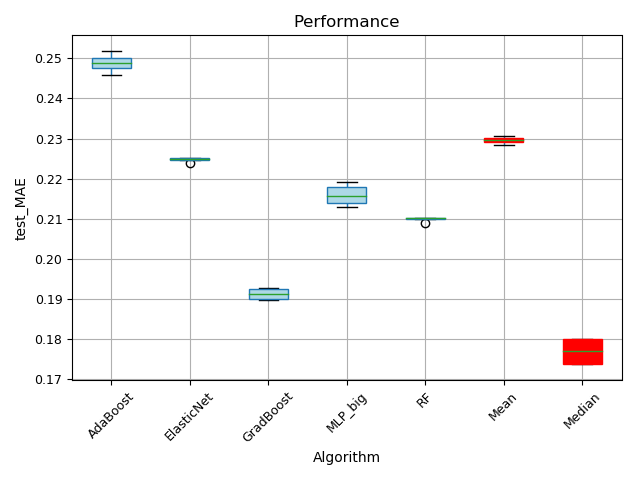 Performance
0.25
0.24
0.23
0.22
0.21
0.20
0.19
0.18
0.17
test_MAE
AdaBoost
ElasticNet
GradBoost
MLP_big
RF
Mean
Median
Algorithm